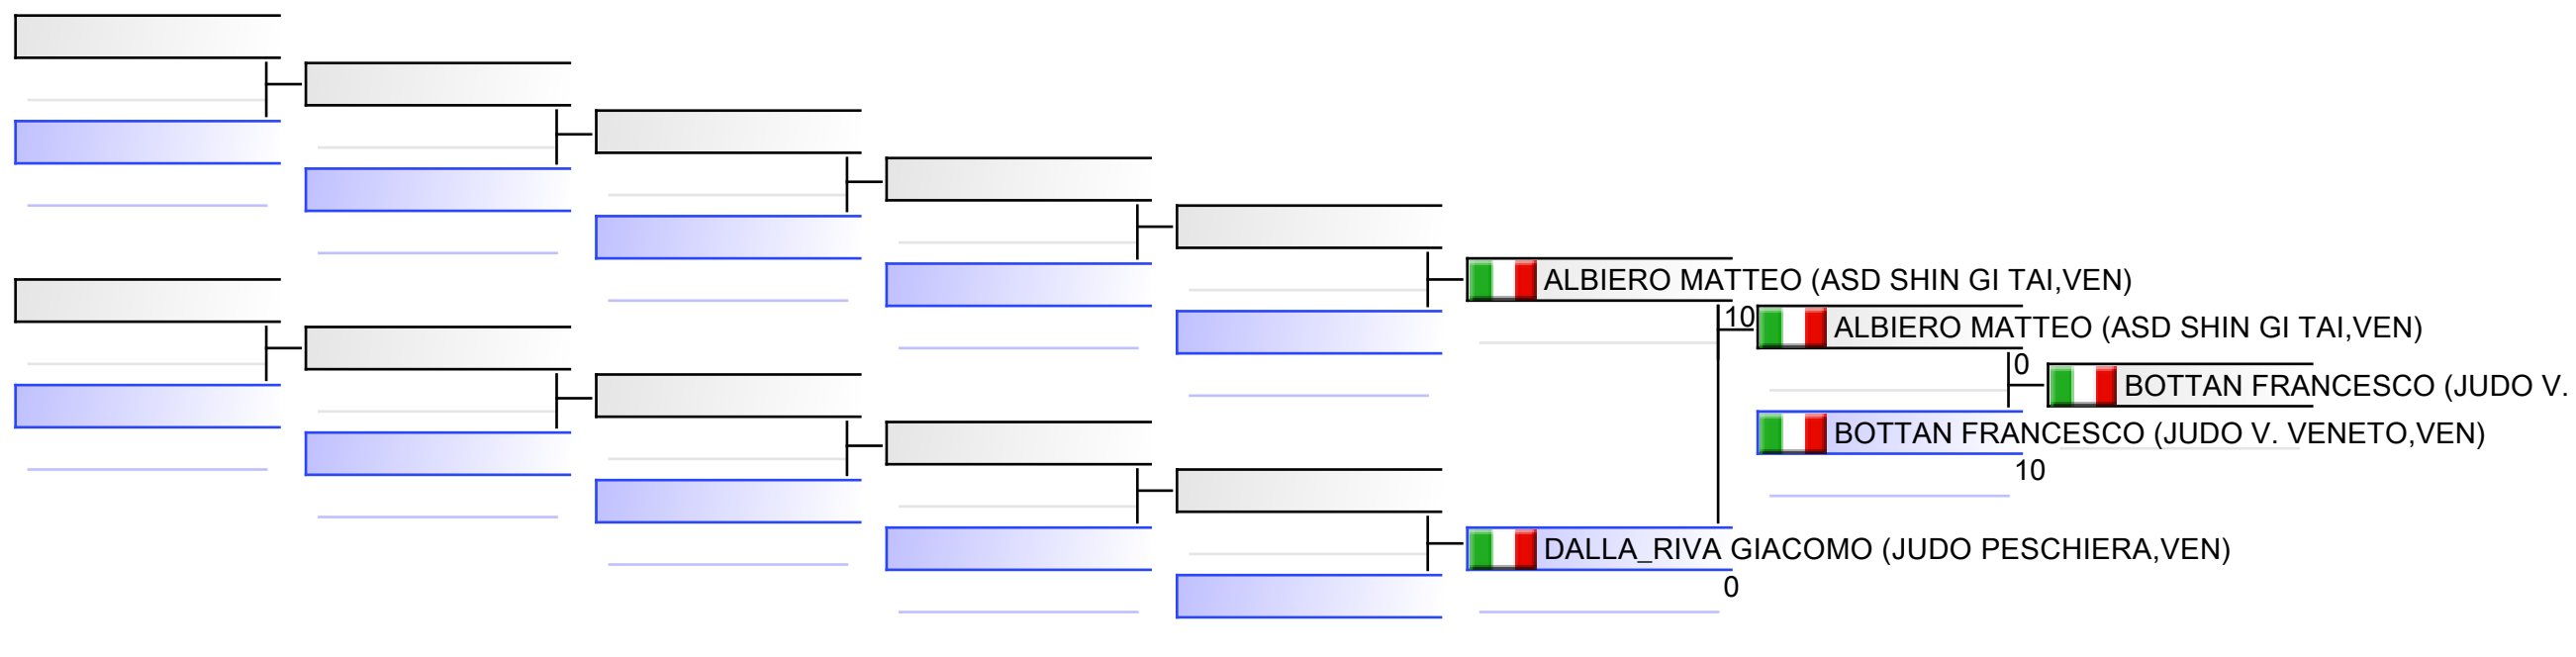 ALBIERO MATTEO (ASD SHIN GI TAI,VEN)
10
ALBIERO MATTEO (ASD SHIN GI TAI,VEN)
0
BOTTAN FRANCESCO (JUDO V.
BOTTAN FRANCESCO (JUDO V. VENETO,VEN)
10
DALLA_RIVA GIACOMO (JUDO PESCHIERA,VEN)
0